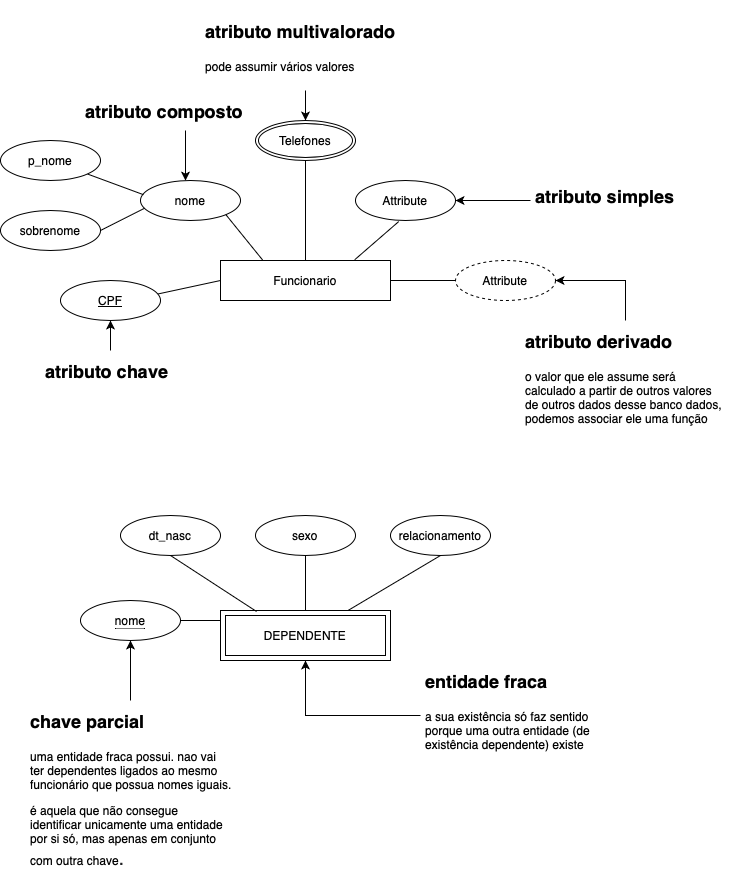 atributo multivalorado
pode assumir vários valores
atributo composto
Telefones
p_nome
nome
Attribute
atributo simples
sobrenome
Funcionario
Attribute
CPF
atributo chave
atributo derivado
o valor que ele assume será
calculado a partir de outros valores
de outros dados desse banco dados,
podemos associar ele uma função
dt_nasc
sexo
relacionamento
nome
DEPENDENTE
entidade fraca
a sua existência só faz sentido
porque uma outra entidade (de
existência dependente) existe
chave parcial
uma entidade fraca possui. nao vai
ter dependentes ligados ao mesmo
funcionário que possua nomes iguais.
é aquela que não consegue
identificar unicamente uma entidade
por si só, mas apenas em conjunto
com outra chave.